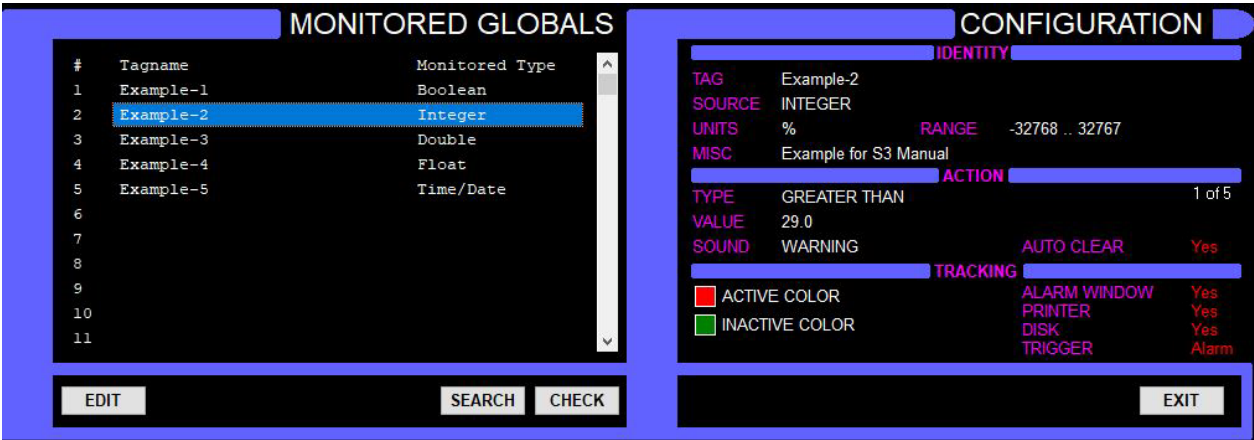 MONITORED GLOBALS
# Tagname Monitored Type
1 Example-1 Boolean
2 Example-2 Integer
3 Example-3 Double
4 Example-4 Float
5 Example-5 Time/Date
6
7
8
9
10
11
EDIT SEARCH CHECK
CONFIGURATION
IDENTITY
TAG Example-2
SOURCE INTEGER
UNITS % RANGE -32768 .. 32767
MISC Example for S3 Manual
ACTION
TYPE GREATER THAN 1 of 5
VALUE 29.0
SOUND WARNING AUTO CLEAR Yes
TRACKING
ACTIVE COLOR ALARM WINDOW Yes
PRINTER Yes
INACTIVE COLOR DISK Yes
TRIGGER Alarm
EXIT